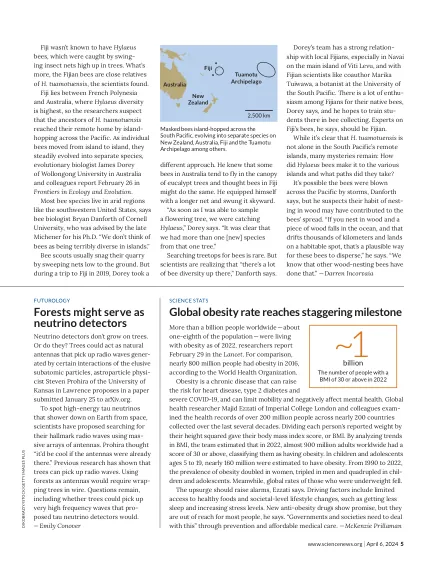 Fiji wasn't known to have Hylaeus
bees, which were caught by swing-
ing insect nets high up in trees. What's
more, the Fijian bees are close relatives
of H. tuamotuensis, the scientists found.
Fiji lies between French Polynesia
and Australia, where Hylaeus diversity
is highest, so the researchers suspect
that the ancestors of H. tuamotuensis
reached their remote home by island-
hopping across the Pacific. As individual
bees moved from island to island, they
steadily evolved into separate species,
evolutionary biologist James Dorey
of Wollongong University in Australia
and colleagues report February 26 in
Frontiers in Ecology and Evolution.
Most bee species live in arid regions
like the southwestern United States, says
bee biologist Bryan Danforth of Cornell
University, who was advised by the late
Michener for his Ph.D. "We don't think of
bees as being terribly diverse in islands."
Bee scouts usually snag their quarry
by sweeping nets low to the ground. But
during a trip to Fiji in 2019, Dorey took a
Fiji
Tuamotu
Archipelago
Australia
New
Zealand
2,500 km
Masked bees island-hopped across the
South Pacific, evolving into separate species on
New Zealand, Australia, Fiji and the Tuamotu
Archipelago among others.
different approach. He knew that some
bees in Australia tend to fly in the canopy
of eucalypt trees and thought bees in Fiji
might do the same. He equipped himself
with a longer net and swung it skyward.
"As soon as I was able to sample
a flowering tree, we were catching
Hylaeus," Dorey says. "It was clear that
we had more than one [new] species
from that one tree."
Searching treetops for bees is rare. But
scientists are realizing that "there's a lot
of bee diversity up there," Danforth says.
Dorey's team has a strong relation-
ship with local Fijians, especially in Navai
on the main island of Viti Levu, and with
Fijian scientists like coauthor Marika
Tuiwawa, a botanist at the University of
the South Pacific. There is a lot of enthu-
siasm among Fijians for their native bees,
Dorey says, and he hopes to train stu-
dents there in bee collecting. Experts on
Fiji's bees, he says, should be Fijian.
While it's clear that H. tuamotuensis is
not alone in the South Pacific's remote
islands, many mysteries remain: How
did Hylaeus bees make it to the various
islands and what paths did they take?
It's possible the bees were blown
across the Pacific by storms, Danforth
says, but he suspects their habit of nest-
ing in wood may have contributed to the
bees' spread. "If you nest in wood and a
piece of wood falls in the ocean, and that
drifts thousands of kilometers and lands
on a habitable spot, that's a plausible way
for these bees to disperse," he says. "We
know that other wood-nesting bees have
done that." — Darren Incorvaia
FUTUROLOGY
Forests might serve as
neutrino detectors
Neutrino detectors don't grow on trees.
Or do they? Trees could act as natural
antennas that pick up radio waves gener-
ated by certain interactions of the elusive
subatomic particles, astroparticle physi-
cist Steven Prohira of the University of
Kansas in Lawrence proposes in a paper
submitted January 25 to arXiv.org.
To spot high-energy tau neutrinos
that shower down on Earth from space,
scientists have proposed searching for
their hallmark radio waves using mas-
sive arrays of antennas. Prohira thought
"it'd be cool if the antennas were already
there." Previous research has shown that
trees can pick up radio waves. Using
forests as antennas would require wrap-
ping trees in wire. Questions remain,
including whether trees could pick up
very high frequency waves that pro-
posed tau neutrino detectors would.
— Emily Conover
SCIENCE STATS
Global obesity rate reaches staggering milestone
More than a billion people worldwide — about
one-eighth of the population — were living
with obesity as of 2022, researchers report
February 29 in the Lancet. For comparison,
nearly 800 million people had obesity in 2016,
according to the World Health Organization.
Obesity is a chronic disease that can raise
the risk for heart disease, type 2 diabetes and
severe COVID-19, and can limit mobility and negatively affect mental health. Global
health researcher Majid Ezzati of Imperial College London and colleagues exam-
ined the health records of over 200 million people across nearly 200 countries
collected over the last several decades. Dividing each person's reported weight by
their height squared gave their body mass index score, or BMI. By analyzing trends
in BMI, the team estimated that in 2022, almost 900 million adults worldwide had a
score of 30 or above, classifying them as having obesity. In children and adolescents
ages 5 to 19, nearly 160 million were estimated to have obesity. From 1990 to 2022,
the prevalence of obesity doubled in women, tripled in men and quadrupled in chil-
dren and adolescents. Meanwhile, global rates of those who were underweight fell.
The upsurge should raise alarms, Ezzati says. Driving factors include limited
access to healthy foods and societal-level lifestyle changes, such as getting less
sleep and increasing stress and screen time. New anti-obesity drugs show promise, but they
are out of reach for most people, he says. "Governments and societies need to deal
with this" through prevention and affordable medical care. — McKenzie Prillaman
~1
billion
The number of people with a
BMI of 30 or above in 2022
www.sciencenews.org | April 6, 2024 5